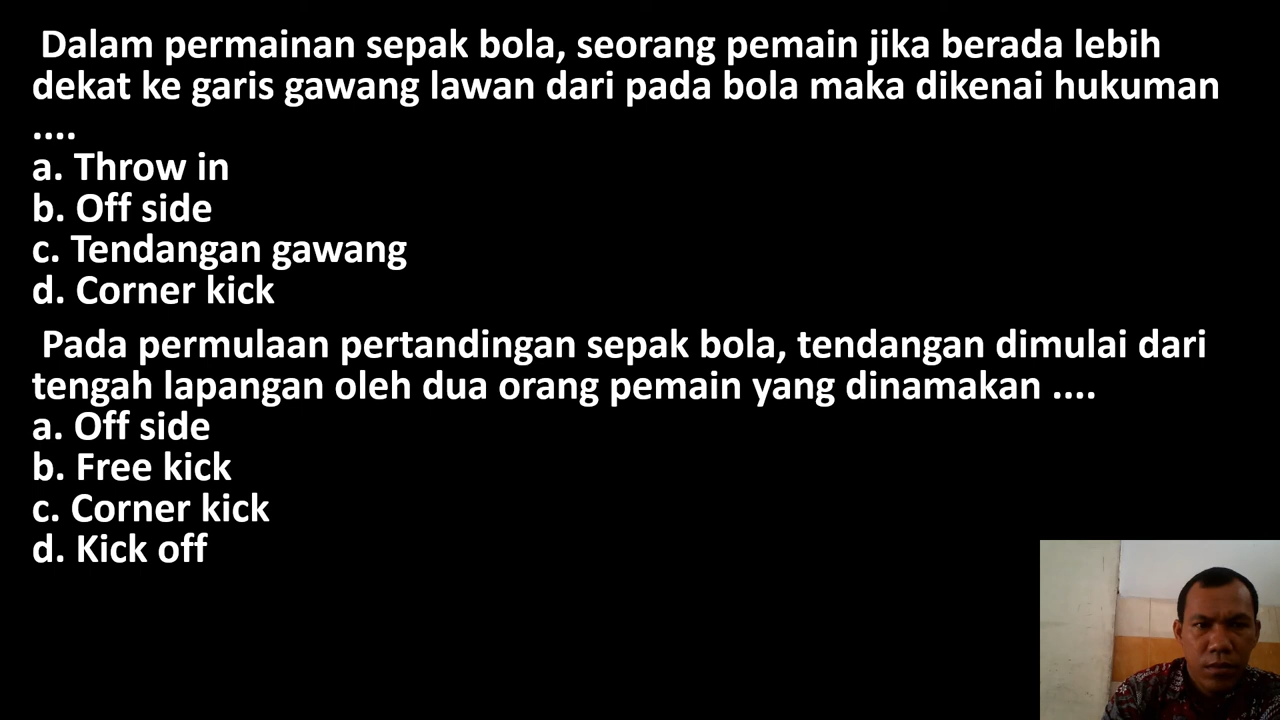 Dalam permainan sepak bola, seorang pemain jika berada lebih
dekat ke garis gawang lawan dari pada bola maka dikenai hukuman
....
a. Throw in
b. Off side
c. Tendangan gawang
d. Corner kick
Pada permulaan pertandingan sepak bola, tendangan dimulai dari
tengah lapangan oleh dua orang pemain yang dinamakan ....
a. Off side
b. Free kick
c. Corner kick
d. Kick off